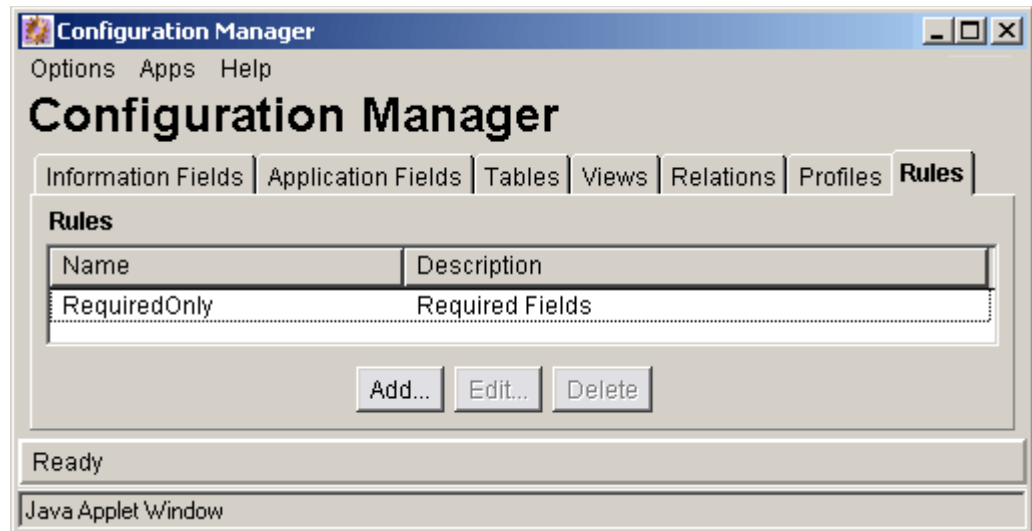 Configuration Manager
Options Apps Help
Configuration Manager
Information Fields Application Fields Tables Views Relations Profiles Rules
Rules
Name Description
RequiredOnly Required Fields
Add... Edit... Delete
Ready
Java Applet Window